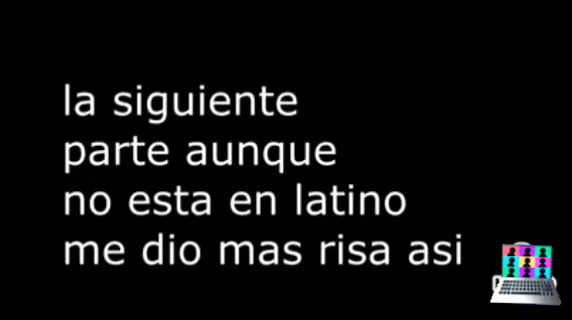 la siguiente
parte aunque
no esta en latino
me dio mas risa asi